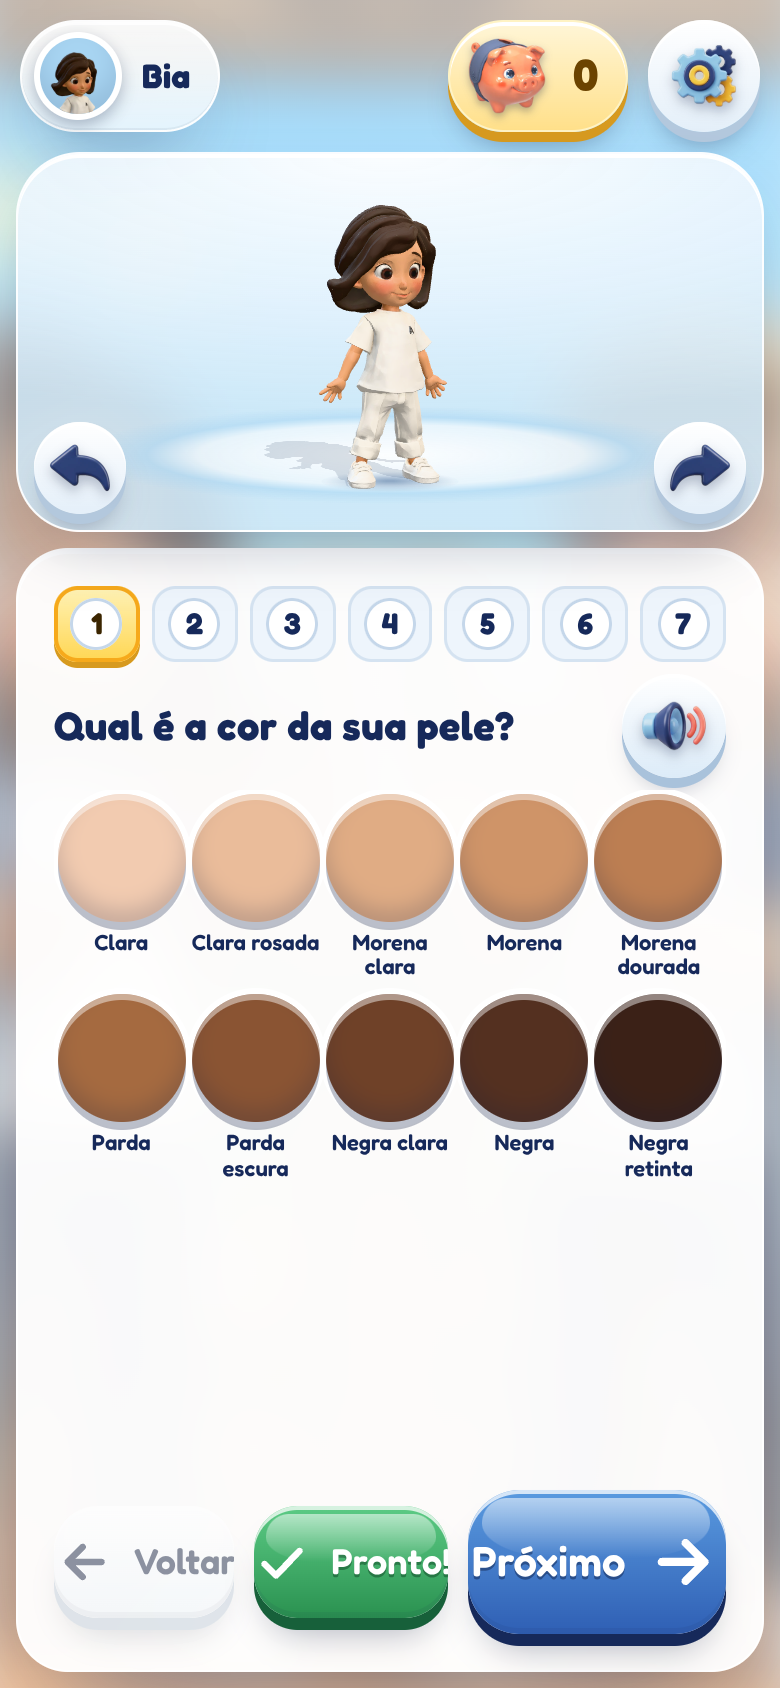 Bia
0
1 2 3 4 5 6 7
Qual é a cor da sua pele?
Clara
Clara rosada
Morena
clara
Morena
Morena
dourada
Parda
Parda
escura
Negra clara
Negra
Negra
retinta
Voltar
Pronto!
Próximo